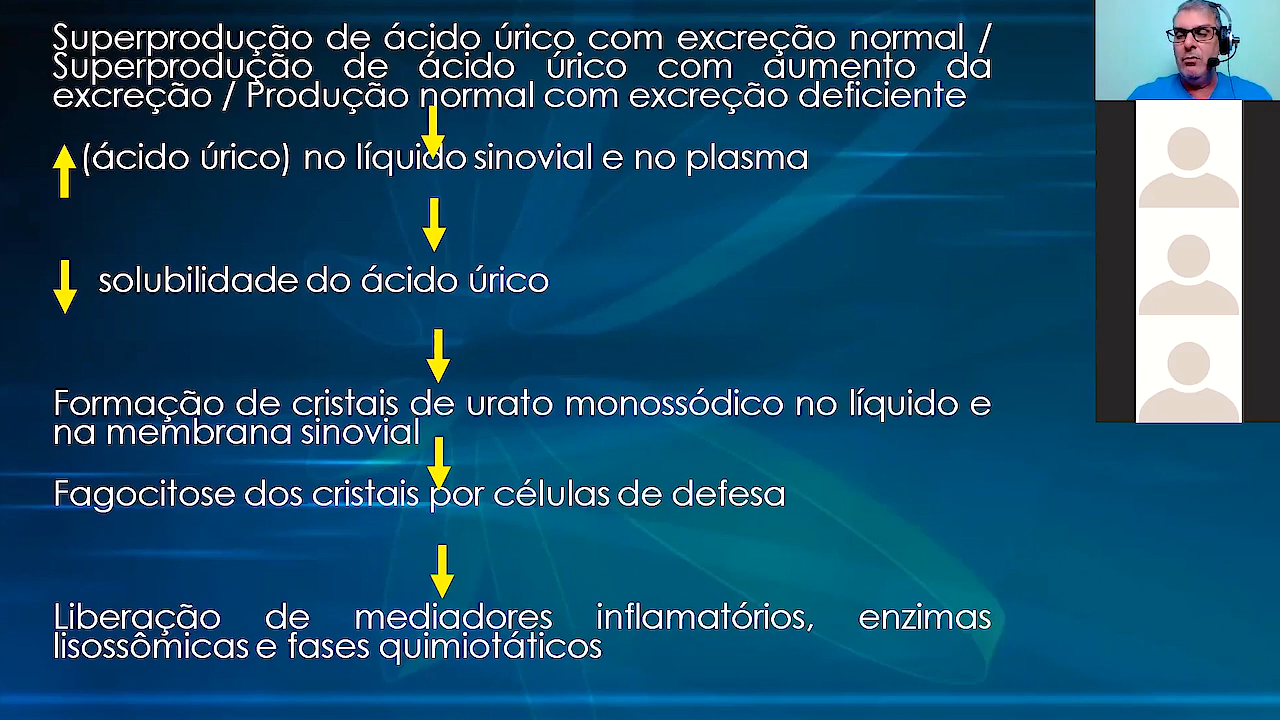 Superprodução de ácido úrico com excreção normal /
Superprodução de ácido úrico com aumento da
excreção / Produção normal com excreção deficiente
(ácido úrico) no líquido sinovial e no plasma
solubilidade do ácido úrico
Formação de cristais de urato monossódico no líquido e
na membrana sinovial
Fagocitose dos cristais por células de defesa
Liberação de mediadores inflamatórios, enzimas
lisossômicas e fases quimiotáticos